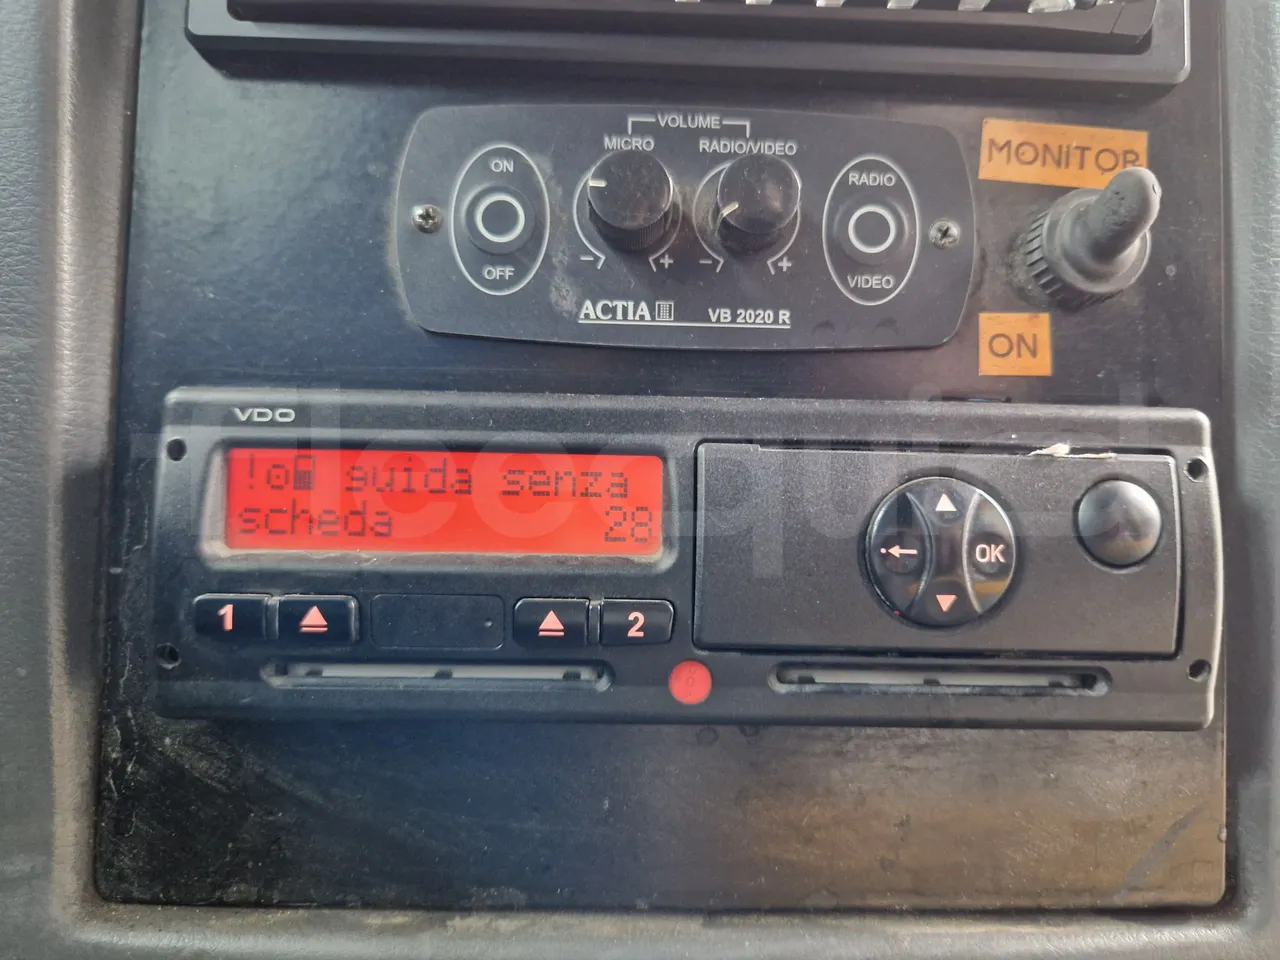 VOLUME
MICRO RADIO/VIDEO
ON
OFF
RADIO
VIDEO
- + - +
ACTIA VB 2020 R
MONITOR
ON
VDO
!o guida senza
scheda 28
1 2
OK